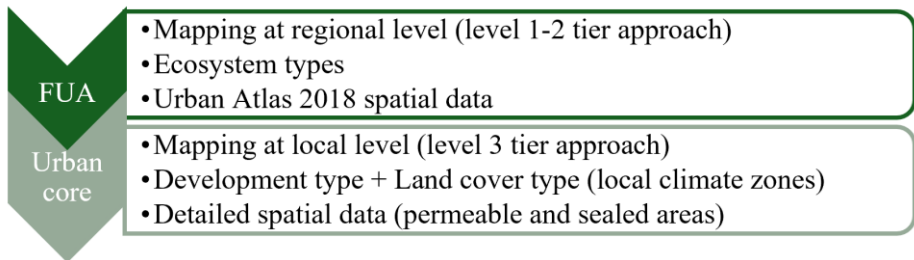 FUA
•Mapping at regional level (level 1-2 tier approach)
•Ecosystem types
•Urban Atlas 2018 spatial data
Urban
core
•Mapping at local level (level 3 tier approach)
•Development type + Land cover type (local climate zones)
•Detailed spatial data (permeable and sealed areas)